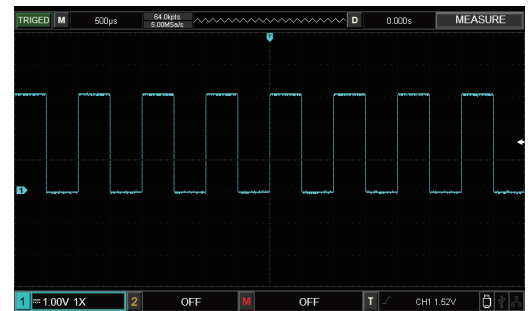 TRIGED M 500μs 64.0kpts D 0.000s MEASURE
5.00MSa/s
T
1
1 1.00V 1X 2 OFF M OFF T CH1 1.52V